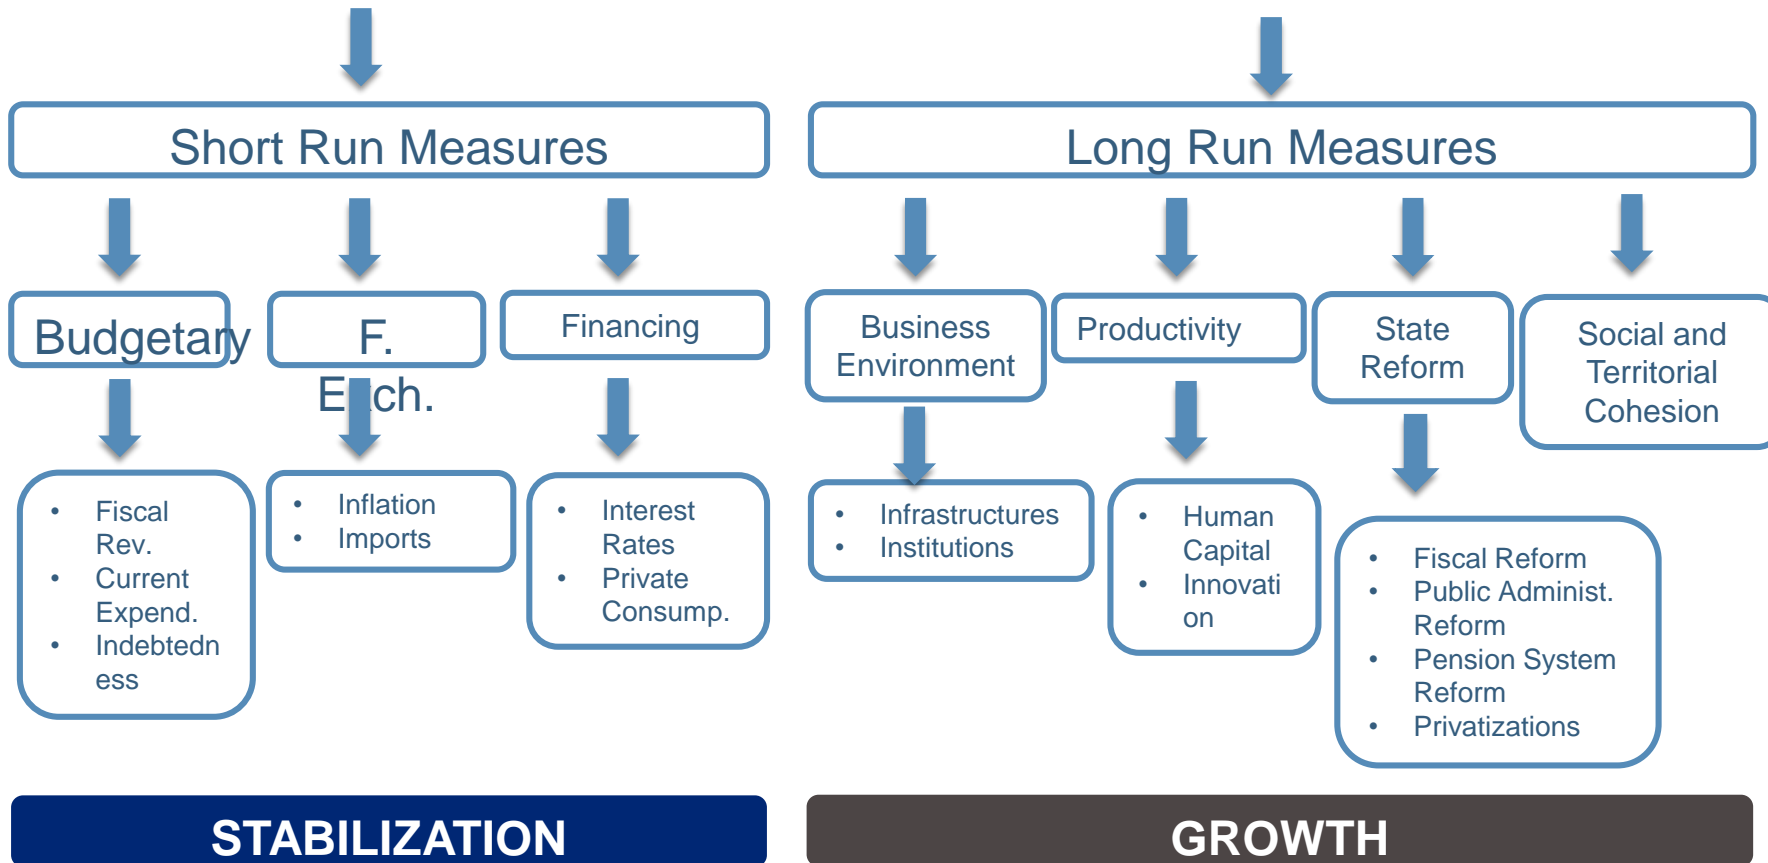 Short Run Measures
Long Run Measures
Budgetary
F.
Exch.
Financing
Business
Environment
Productivity
State
Reform
Social and
Territorial
Cohesion
• Fiscal
Rev.
• Current
Expend.
• Indebtedn
ess
• Inflation
• Imports
• Interest
Rates
• Private
Consump.
• Infrastructures
• Institutions
• Human
Capital
• Innovati
on
• Fiscal Reform
• Public Administ.
Reform
• Pension System
Reform
• Privatizations
STABILIZATION
GROWTH